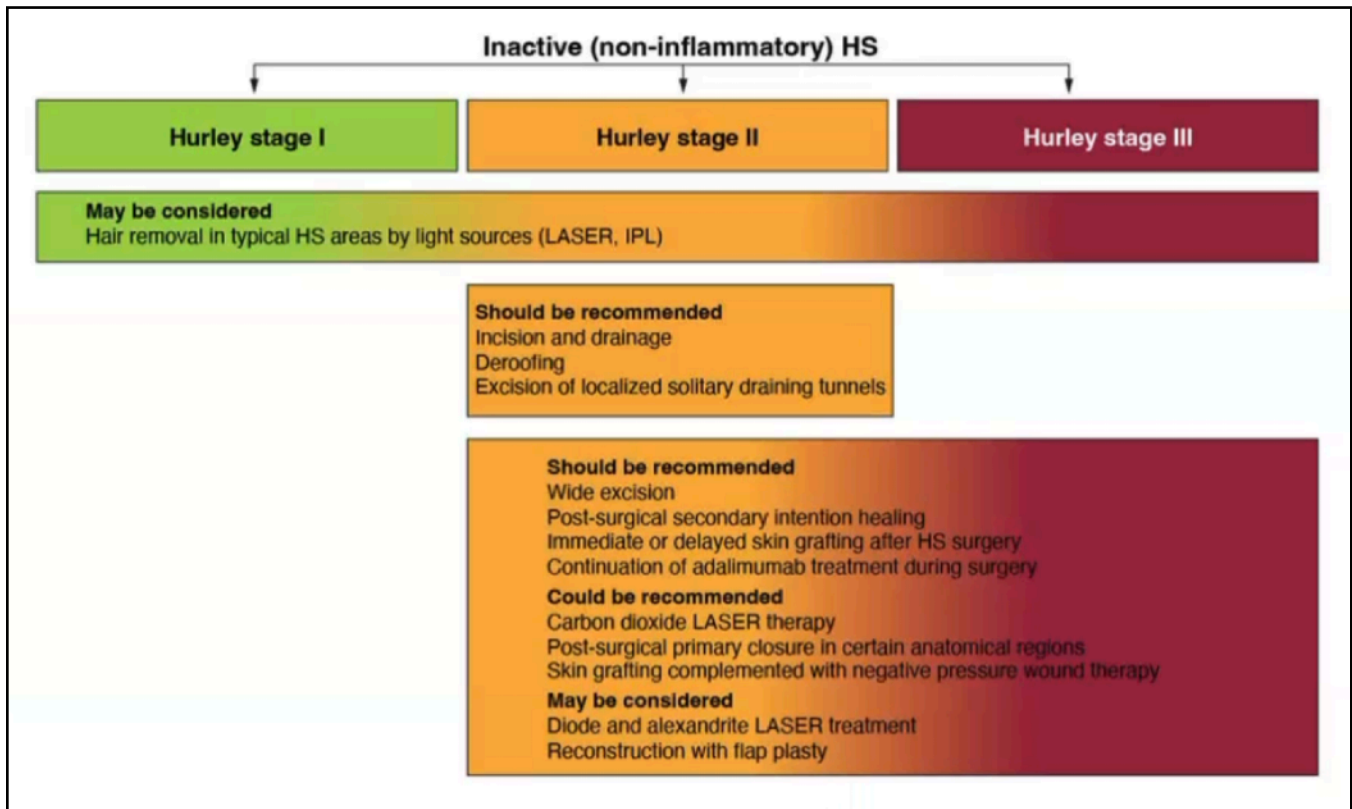 Inactive (non-inflammatory) HS
Hurley stage I
Hurley stage II
Hurley stage III
May be considered
Hair removal in typical HS areas by light sources (LASER, IPL)
Should be recommended
Incision and drainage
Deroofing
Excision of localized solitary draining tunnels
Should be recommended
Wide excision
Post-surgical secondary intention healing
Immediate or delayed skin grafting after HS surgery
Continuation of adalimumab treatment during surgery
Could be recommended
Carbon dioxide LASER therapy
Post-surgical primary closure in certain anatomical regions
Skin grafting complemented with negative pressure wound therapy
May be considered
Diode and alexandrite LASER treatment
Reconstruction with flap plasty